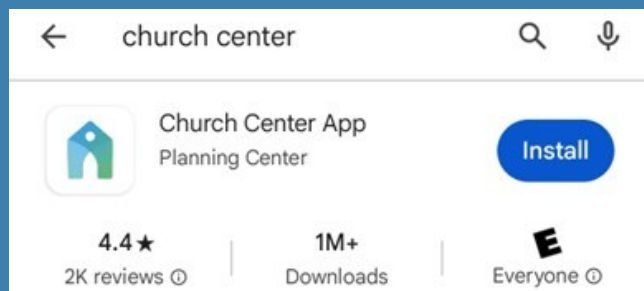 church center
Church Center App
Planning Center
Install
4.4★
2K reviews
1M+
Downloads
E
Everyone